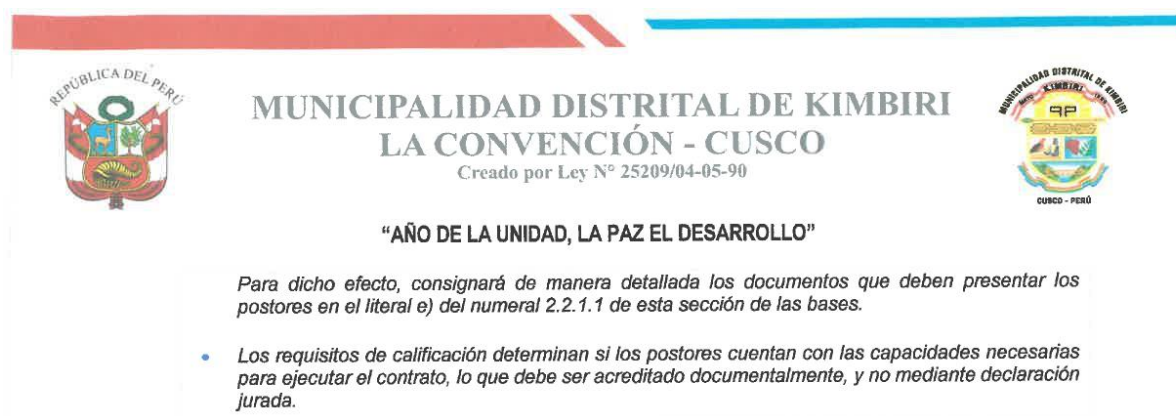 REPÚBLICA DEL PERÚ
MUNICIPALIDAD DISTRITAL DE KIMBIRI
LA CONVENCIÓN - CUSCO
Creado por Ley N° 25209/04-05-90
MUNICIPALIDAD DISTRITAL DE KIMBIRI
KIMBIRI
CUSCO - PERÚ
“AÑO DE LA UNIDAD, LA PAZ EL DESARROLLO”
Para dicho efecto, consignará de manera detallada los documentos que deben presentar los
postores en el literal e) del numeral 2.2.1.1 de esta sección de las bases.
• Los requisitos de calificación determinan si los postores cuentan con las capacidades necesarias
para ejecutar el contrato, lo que debe ser acreditado documentalmente, y no mediante declaración
jurada.